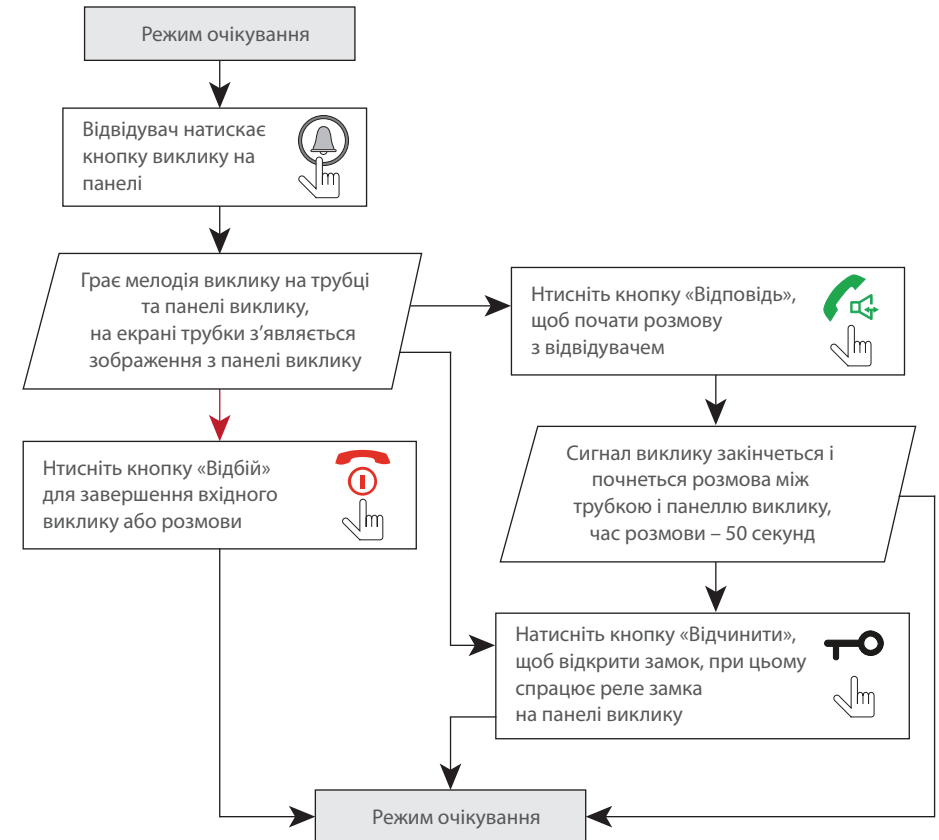 Режим очікування
Відвідувач натискає
кнопку виклику на
панелі
Грає мелодія виклику на трубці
та панелі виклику,
на екрані трубки з’являється
зображення з панелі виклику
Нтисніть кнопку «Відповідь»,
щоб почати розмову
з відвідувачем
Нтисніть кнопку «Відбій»
для завершення вхідного
виклику або розмови
Сигнал виклику закінчеться і
почнеться розмова між
трубкою і панеллю виклику,
час розмови – 50 секунд
Натисніть кнопку «Відчинити»,
щоб відкрити замок, при цьому
спрацює реле замка
на панелі виклику
Режим очікування